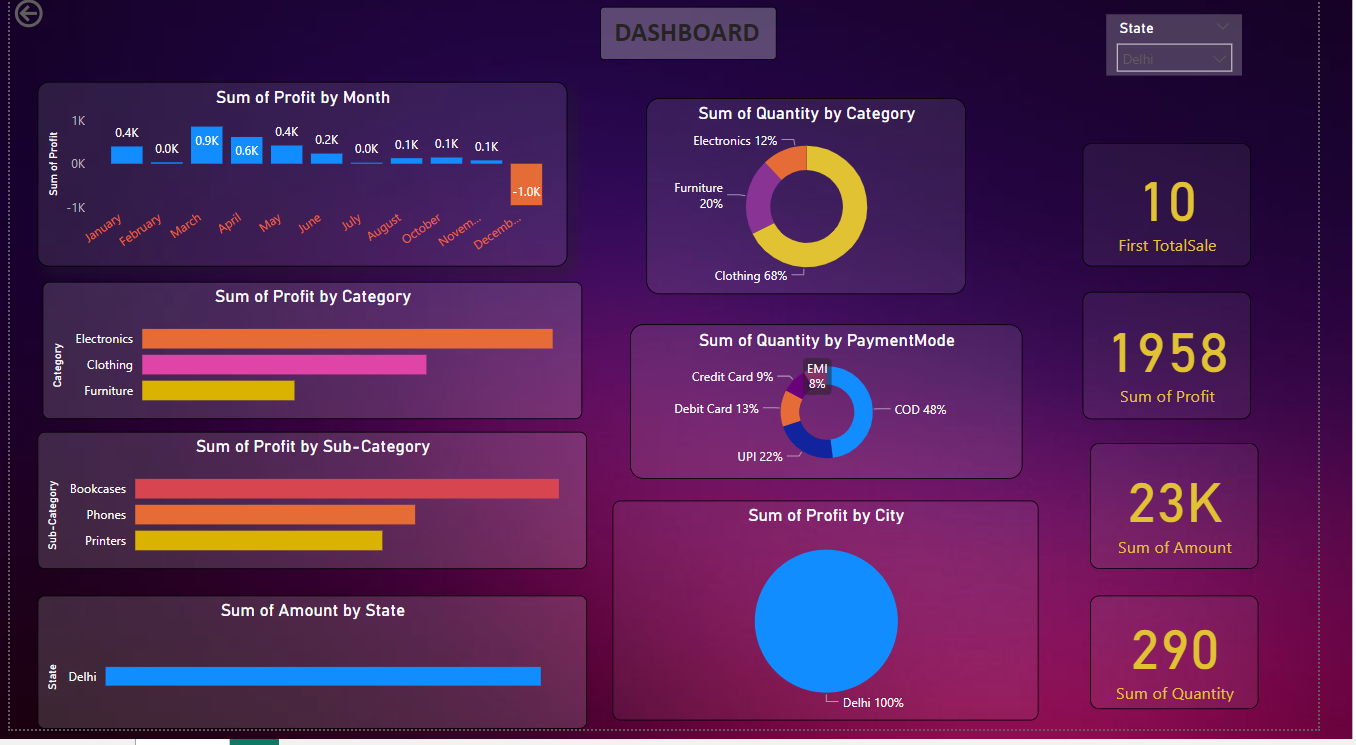 DASHBOARD
State
Delhi
Sum of Profit by Month
Sum of Profit
1K
0K
-1K
0.4K
0.0K
0.9K
0.6K
0.4K
0.2K
0.0K
0.1K
0.1K
0.1K
-1.0K
January
February
March
April
May
June
July
August
October
Novem...
Decemb...
Sum of Quantity by Category
Electronics 12%
Furniture
20%
Clothing 68%
10
First TotalSale
Sum of Profit by Category
Category
Electronics
Clothing
Furniture
1958
Sum of Profit
Sum of Quantity by PaymentMode
EMI
8%
Credit Card 9%
Debit Card 13%
COD 48%
UPI 22%
Sum of Profit by Sub-Category
Sub-Category
Bookcases
Phones
Printers
23K
Sum of Amount
Sum of Profit by City
Delhi 100%
Sum of Amount by State
State
Delhi
290
Sum of Quantity